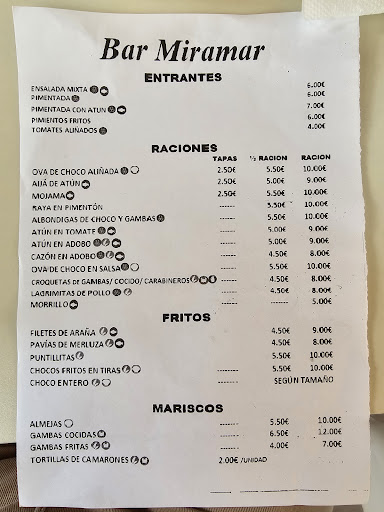 Bar Miramar
ENTRANTES
ENSALADA MIXTA 6.00€
PIMENTADA 6.00€
PIMENTADA CON ATUN 7.00€
PIMIENTOS FRITOS 6.00€
TOMATES ALIÑADOS 4.00€
RACIONES
TAPAS ½ RACION RACION
OVA DE CHOCO ALIÑADA 2.50€ 5.50€ 10.00€
AIJÁ DE ATÚN 2.50€ 5.00€ 9.00€
MOJAMA 2.50€ 5.50€ 10.00€
RAYA EN PIMENTÓN ------ 5.50€ 10.00€
ALBONDIGAS DE CHOCO Y GAMBAS ------ 5.50€ 10.00€
ATÚN EN TOMATE ------ 5.00€ 9.00€
ATÚN EN ADOBO ------ 5.00€ 9.00€
CAZÓN EN ADOBO ------ 4.50€ 8.00€
OVA DE CHOCO EN SALSA ------ 5.50€ 10.00€
CROQUETAS de GAMBAS/ COCIDO/ CARABINEROS ------ 4.50€ 8.00€
LAGRIMITAS DE POLLO ------ 4.50€ 8.00€
MORRILLO ------ ------ 5.00€
FRITOS
FILETES DE ARAÑA ------ 4.50€ 9.00€
PAVÍAS DE MERLUZA ------ 4.50€ 8.00€
PUNTILLITAS ------ 5.50€ 10.00€
CHOCOS FRITOS EN TIRAS ------ 5.50€ 10.00€
CHOCO ENTERO ------ SEGÚN TAMAÑO
MARISCOS
ALMEJAS ------ 5.50€ 10.00€
GAMBAS COCIDAS ------ 6.50€ 12.00€
GAMBAS FRITAS ------ 4.00€ 7.00€
TORTILLAS DE CAMARONES 2.00€ /UNIDAD